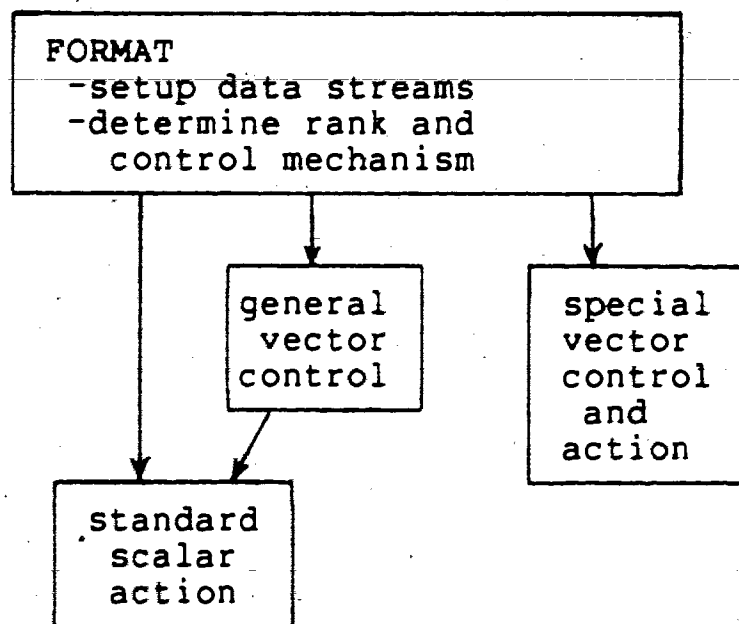 FORMAT
-setup data streams
-determine rank and
control mechanism
general
vector
control
special
vector
control
and
action
standard
scalar
action